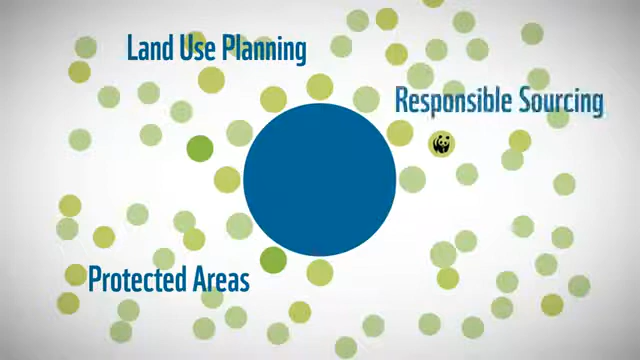 Land Use Planning
Responsible Sourcing
Protected Areas